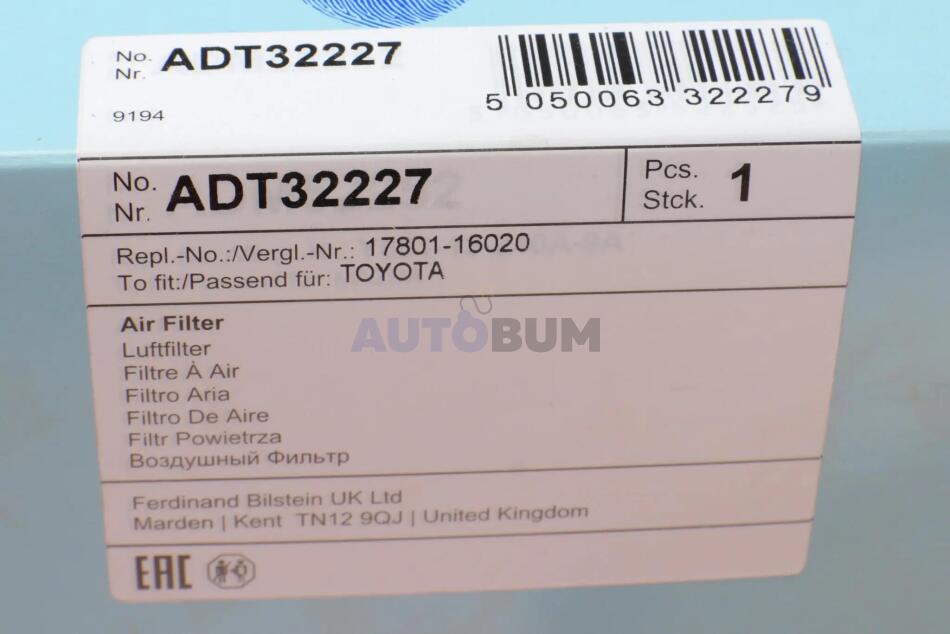 No. ADT32227
Nr.
9194
5 050063 322279
No. ADT32227
Nr.
Pcs. 1
Stck.
Repl.-No.:/Vergl.-Nr.: 17801-16020
To fit:/Passend für: TOYOTA
AUTOBUM
Air Filter
Luftfilter
Filtre À Air
Filtro Aria
Filtro De Aire
Filtr Powietrza
Воздушный Фильтр
Ferdinand Bilstein UK Ltd
Marden | Kent TN12 9QJ | United Kingdom
EAC